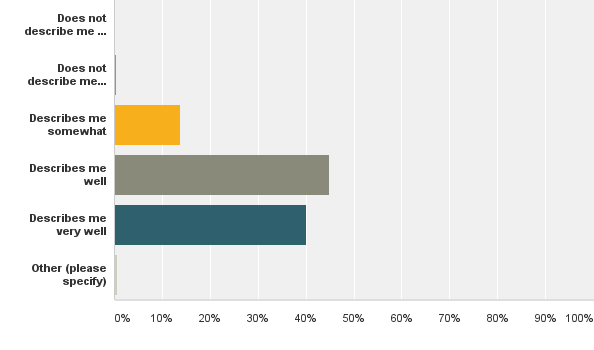 Does not
describe me ...
Does not
describe me...
Describes me
somewhat
Describes me
well
Describes me
very well
Other (please
specify)
0% 10% 20% 30% 40% 50% 60% 70% 80% 90% 100%